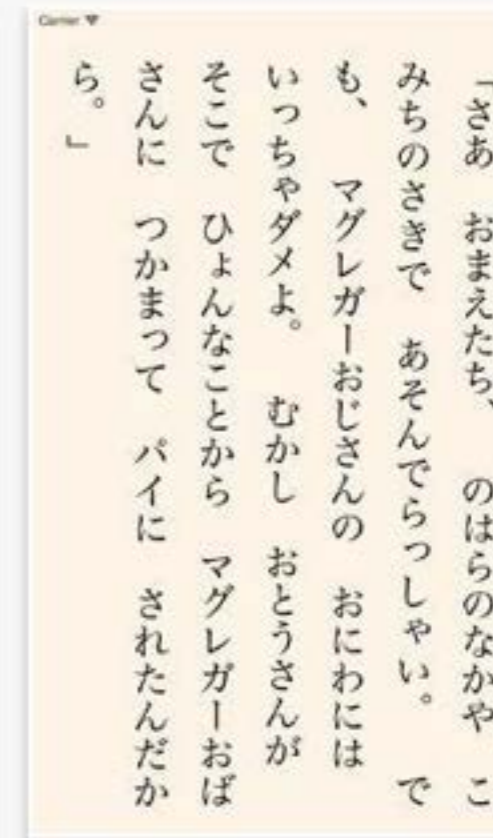 Carrier
「さあ　おまえたち、　のはらのなかや　こ
みちのさきで　あそんでらっしゃい。　で
も、　マグレガーおじさんの　おにわには
いっちゃダメよ。　むかし　おとうさんが
そこで　ひょんなことから　マグレガーおば
さんに　つかまって　パイに　されたんだか
ら。」